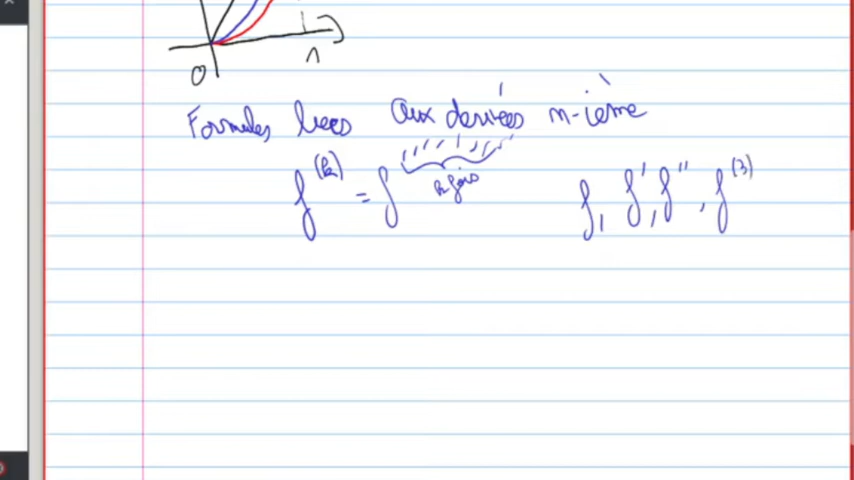 0
1
Formules liées aux dérivées n-ième
f^(k) = f^''''''''' 
k fois
f, f', f'', f^(3)